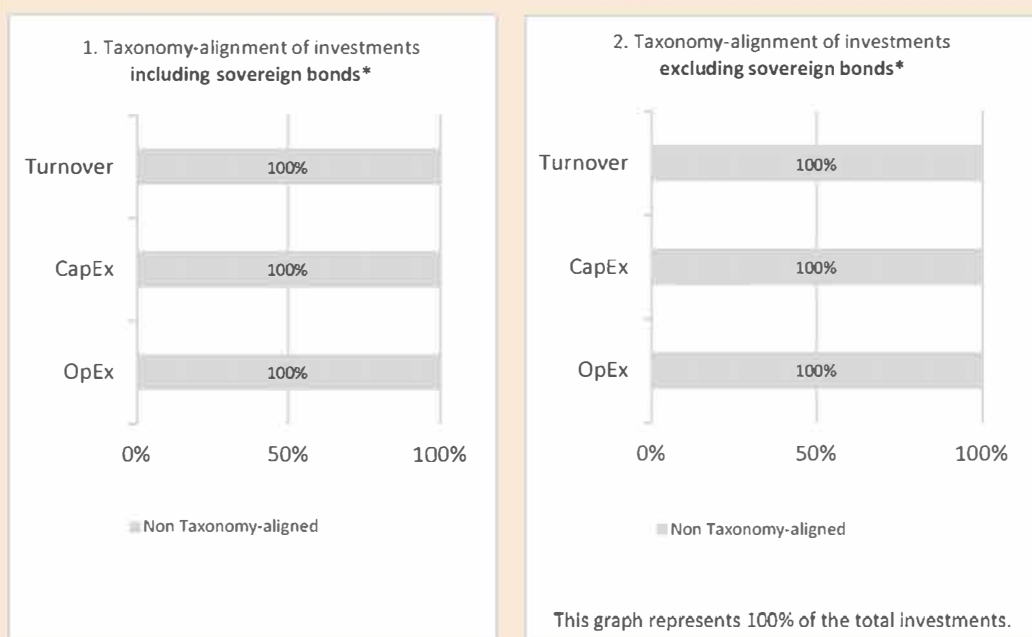 1. Taxonomy-alignment of investments
including sovereign bonds*
Turnover
100%
CapEx
100%
OpEx
100%
0% 50% 100%
Non Taxonomy-aligned
2. Taxonomy-alignment of investments
excluding sovereign bonds*
Turnover
100%
CapEx
100%
OpEx
100%
0% 50% 100%
Non Taxonomy-aligned
This graph represents 100% of the total investments.